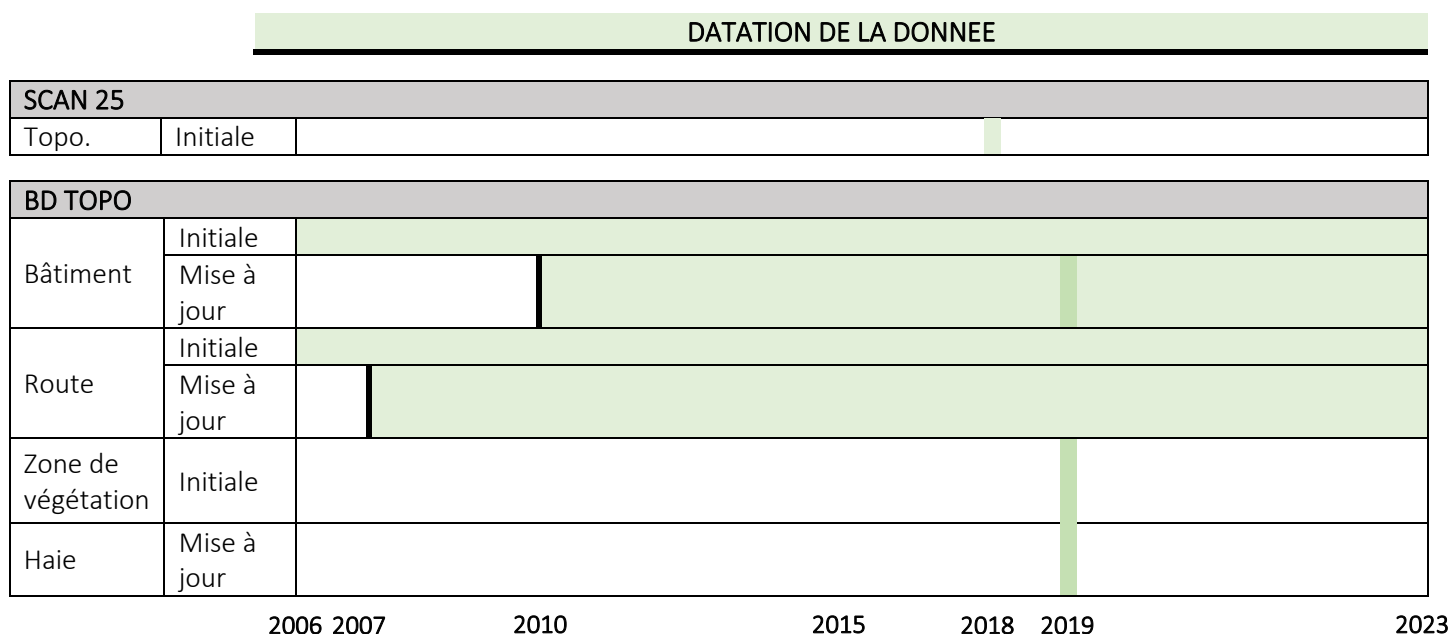 DATATION DE LA DONNEE
SCAN 25
Topo. Initiale
BD TOPO
Bâtiment
Initiale
Mise à
jour
Route
Initiale
Mise à
jour
Zone de
végétation
Initiale
Haie
Mise à
jour
2006 2007 2010 2015 2018 2019 2023